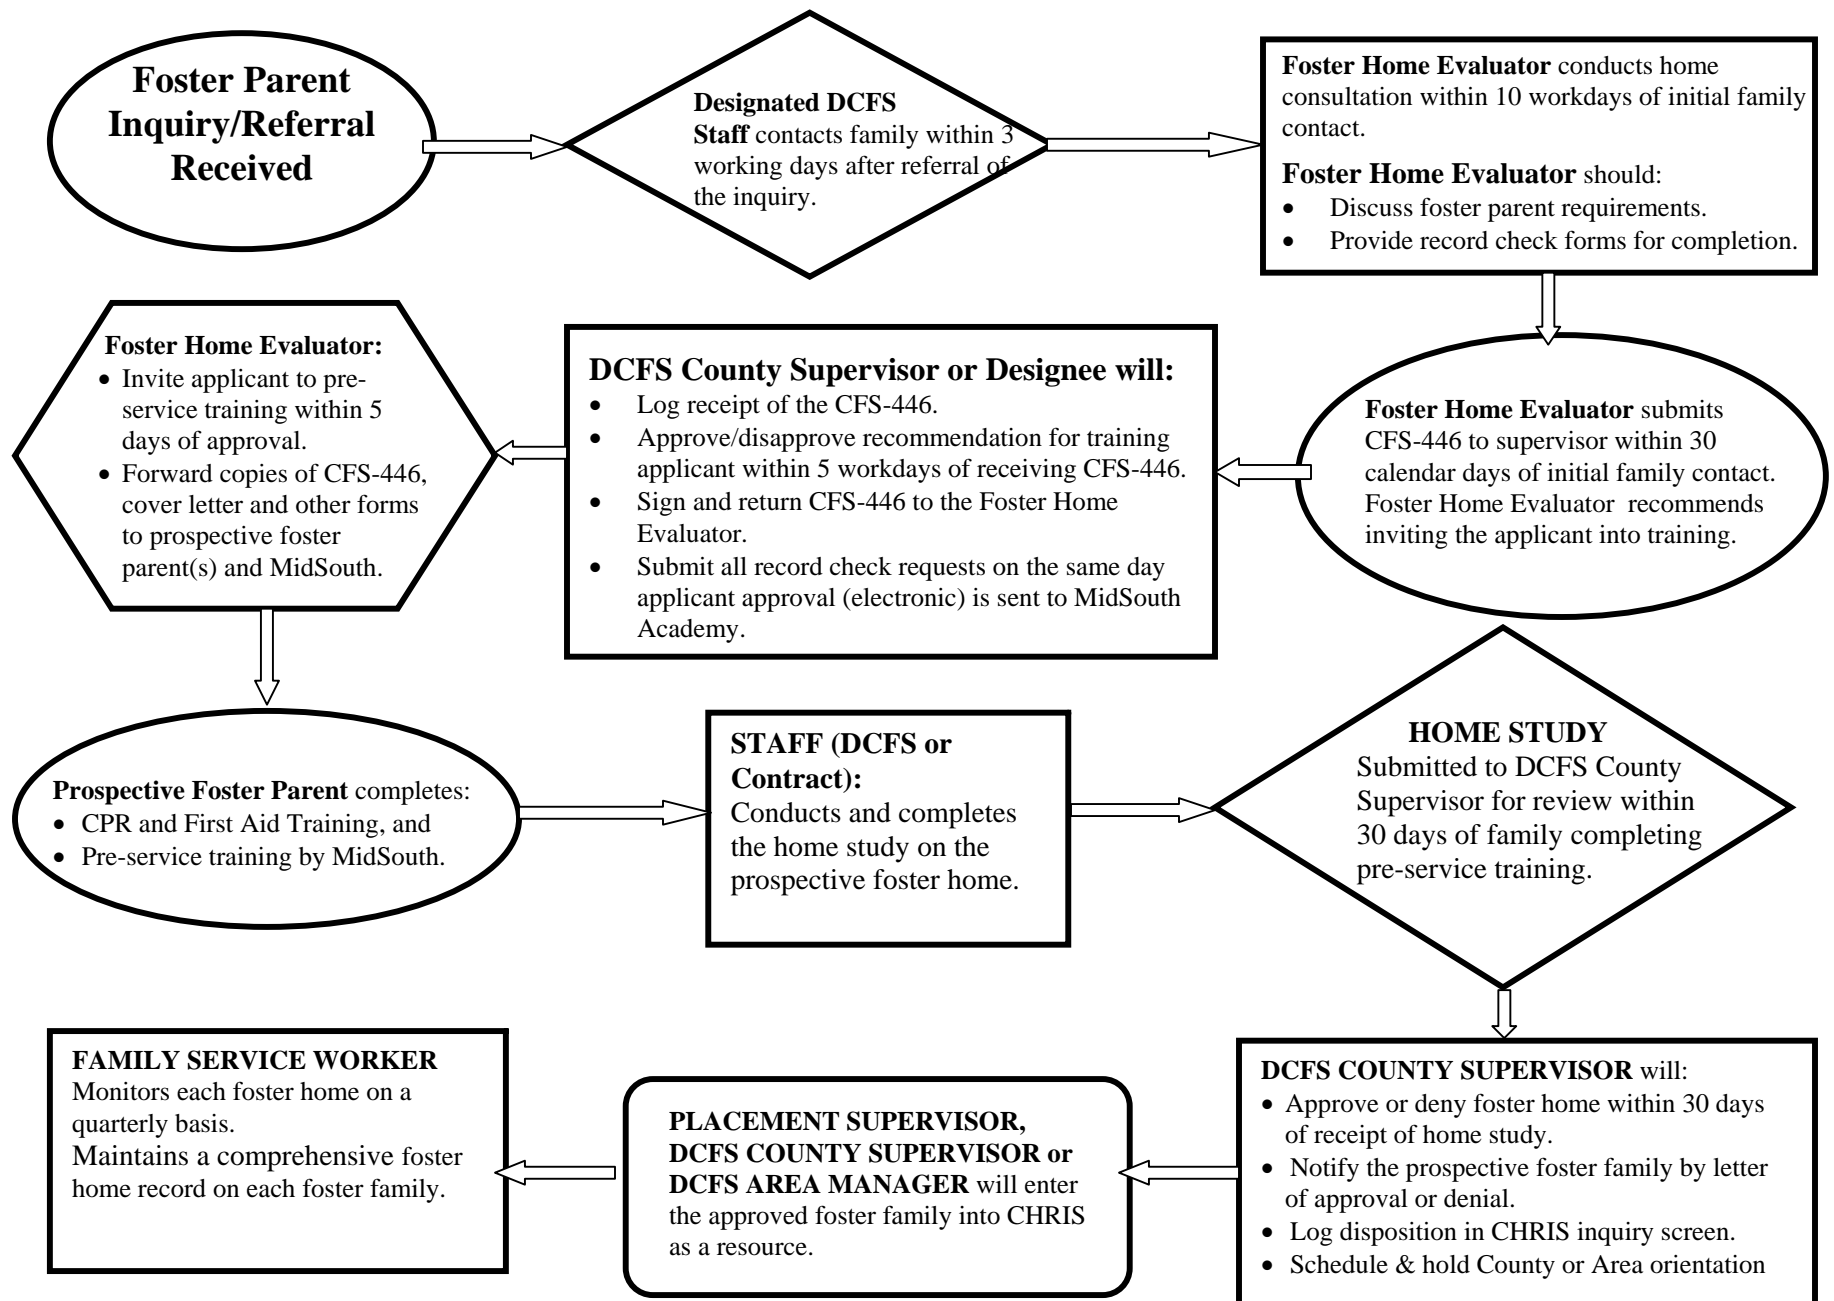 Foster Parent
Inquiry/Referral
Received
Designated DCFS
Staff contacts family within 3
working days after referral of
the inquiry.
Foster Home Evaluator conducts home
consultation within 10 workdays of initial family
contact.
Foster Home Evaluator should:
• Discuss foster parent requirements.
• Provide record check forms for completion.
Foster Home Evaluator submits
CFS-446 to supervisor within 30
calendar days of initial family contact.
Foster Home Evaluator recommends
inviting the applicant into training.
DCFS County Supervisor or Designee will:
• Log receipt of the CFS-446.
• Approve/disapprove recommendation for training
applicant within 5 workdays of receiving CFS-446.
• Sign and return CFS-446 to the Foster Home
Evaluator.
• Submit all record check requests on the same day
applicant approval (electronic) is sent to MidSouth
Academy.
Foster Home Evaluator:
• Invite applicant to pre-
service training within 5
days of approval.
• Forward copies of CFS-446,
cover letter and other forms
to prospective foster
parent(s) and MidSouth.
Prospective Foster Parent completes:
• CPR and First Aid Training, and
• Pre-service training by MidSouth.
STAFF (DCFS or
Contract):
Conducts and completes
the home study on the
prospective foster home.
HOME STUDY
Submitted to DCFS County
Supervisor for review within
30 days of family completing
pre-service training.
DCFS COUNTY SUPERVISOR will:
• Approve or deny foster home within 30 days
of receipt of home study.
• Notify the prospective foster family by letter
of approval or denial.
• Log disposition in CHRIS inquiry screen.
• Schedule & hold County or Area orientation
PLACEMENT SUPERVISOR,
DCFS COUNTY SUPERVISOR or
DCFS AREA MANAGER will enter
the approved foster family into CHRIS
as a resource.
FAMILY SERVICE WORKER
Monitors each foster home on a
quarterly basis.
Maintains a comprehensive foster
home record on each foster family.